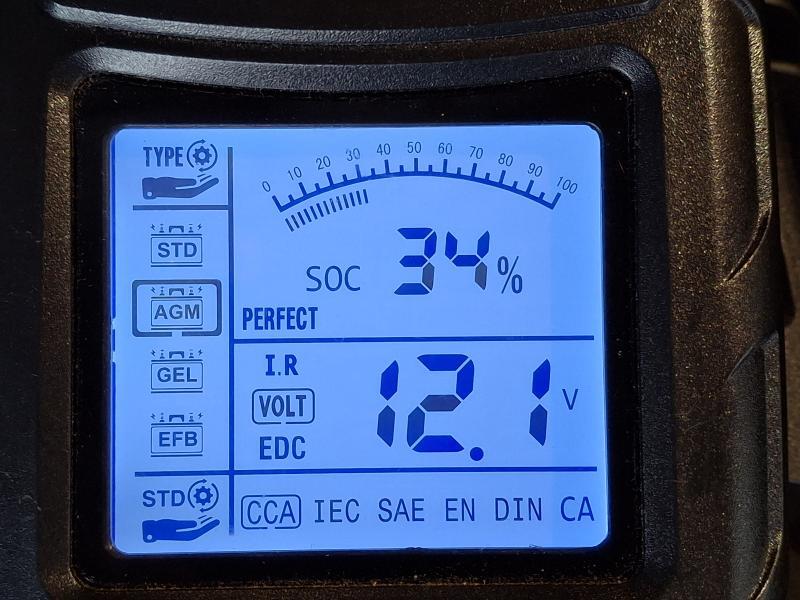 TYPE
0 10 20 30 40 50 60 70 80 90 100
STD
SOC 34 %
AGM
PERFECT
I.R
GEL
VOLT 12.1 V
EFB
EDC
STD
CCA IEC SAE EN DIN CA